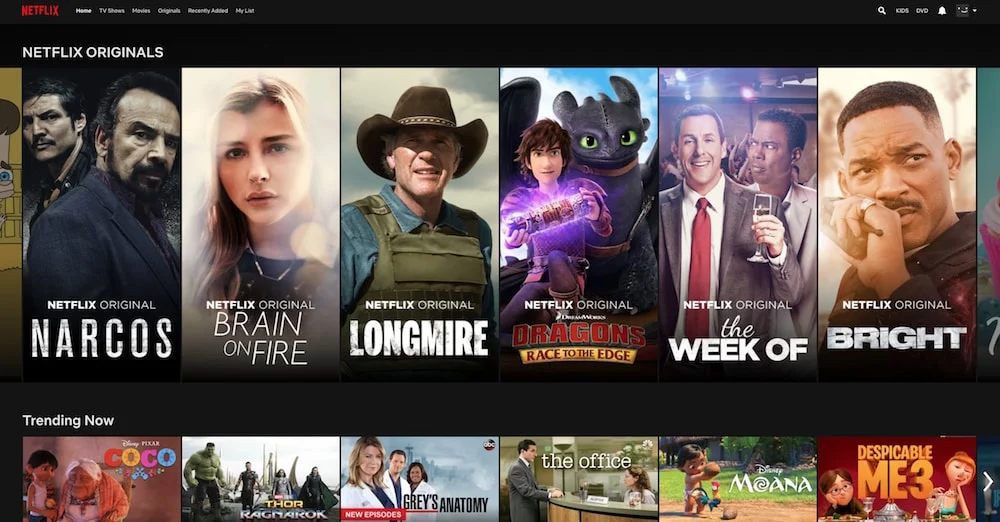 NETFLIX
Home TV Shows Movies Originals Recently Added My List
KIDS DVD
NETFLIX ORIGINALS
NETFLIX ORIGINAL
NARCOS
NETFLIX ORIGINAL
BRAIN
ON FIRE
NETFLIX ORIGINAL
LONGMIRE
NETFLIX ORIGINAL
DREAMWORKS
DRAGONS
RACE TO THE EDGE
NETFLIX ORIGINAL
the
WEEK OF
NETFLIX ORIGINAL
BRIGHT
Trending Now
Disney PIXAR
COCO
THOR
RAGNAROK
abc
GREY'S ANATOMY
NEW EPISODES
the office
Disney
MOANA
DESPICABLE
ME3